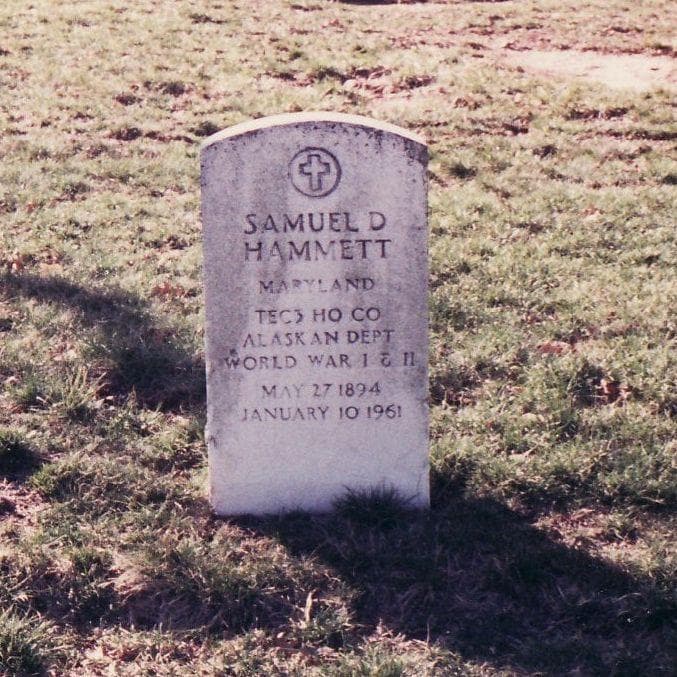 SAMUEL D
HAMMETT
MARYLAND
TEC3 HQ CO
ALASKAN DEPT
WORLD WAR I & II
MAY 27 1894
JANUARY 10 1961